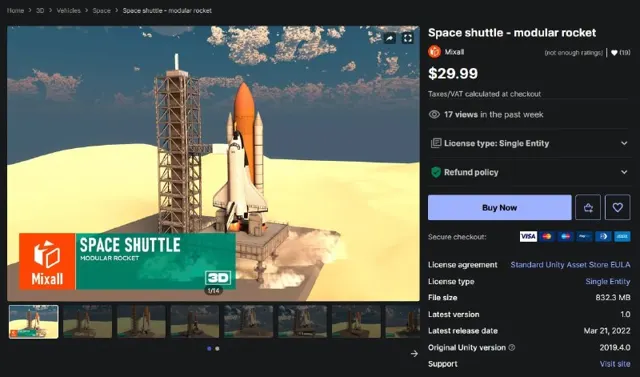 Home > 3D > Vehicles > Space > Space shuttle - modular rocket
Space shuttle - modular rocket
Mixall
(not enough ratings) | ♥ (19)
$29.99
Taxes/VAT calculated at checkout
17 views in the past week
License type: Single Entity
Refund policy
Buy Now
Secure checkout:
VISA
License agreement Standard Unity Asset Store EULA
License type Single Entity
File size 832.3 MB
Latest version 1.0
Latest release date Mar 21, 2022
Original Unity version 2019.4.0
Support Visit site
Mixall
SPACE SHUTTLE
MODULAR ROCKET
3D
1/14